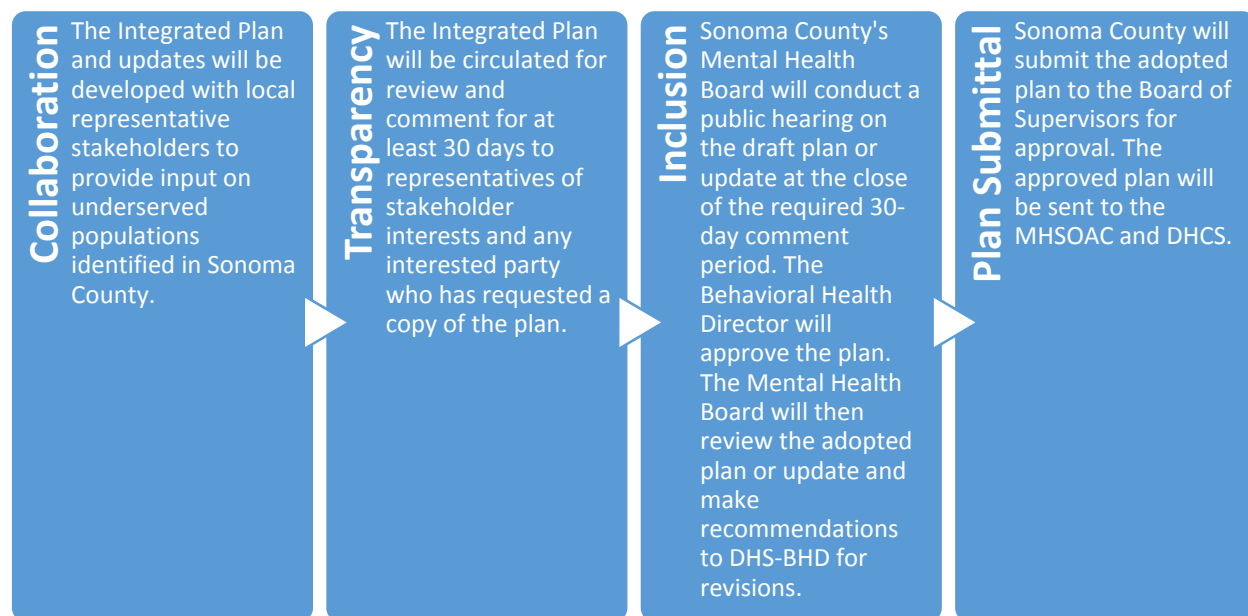 Collaboration
The Integrated Plan
and updates will be
developed with local
representative
stakeholders to
provide input on
underserved
populations
identified in Sonoma
County.
Transparency
The Integrated Plan
will be circulated for
review and
comment for at
least 30 days to
representatives of
stakeholder
interests and any
interested party
who has requested a
copy of the plan.
Inclusion
Sonoma County's
Mental Health
Board will conduct a
public hearing on
the draft plan or
update at the close
of the required 30-
day comment
period. The
Behavioral Health
Director will
approve the plan.
The Mental Health
Board will then
review the adopted
plan or update and
make
recommendations
to DHS-BHD for
revisions.
Plan Submittal
Sonoma County will
submit the adopted
plan to the Board of
Supervisors for
approval. The
approved plan will
be sent to the
MHSOAC and DHCS.